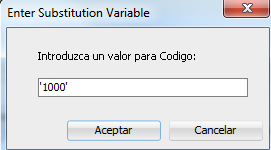 Enter Substitution Variable
Introduzca un valor para Codigo:
'1000'
Aceptar Cancelar